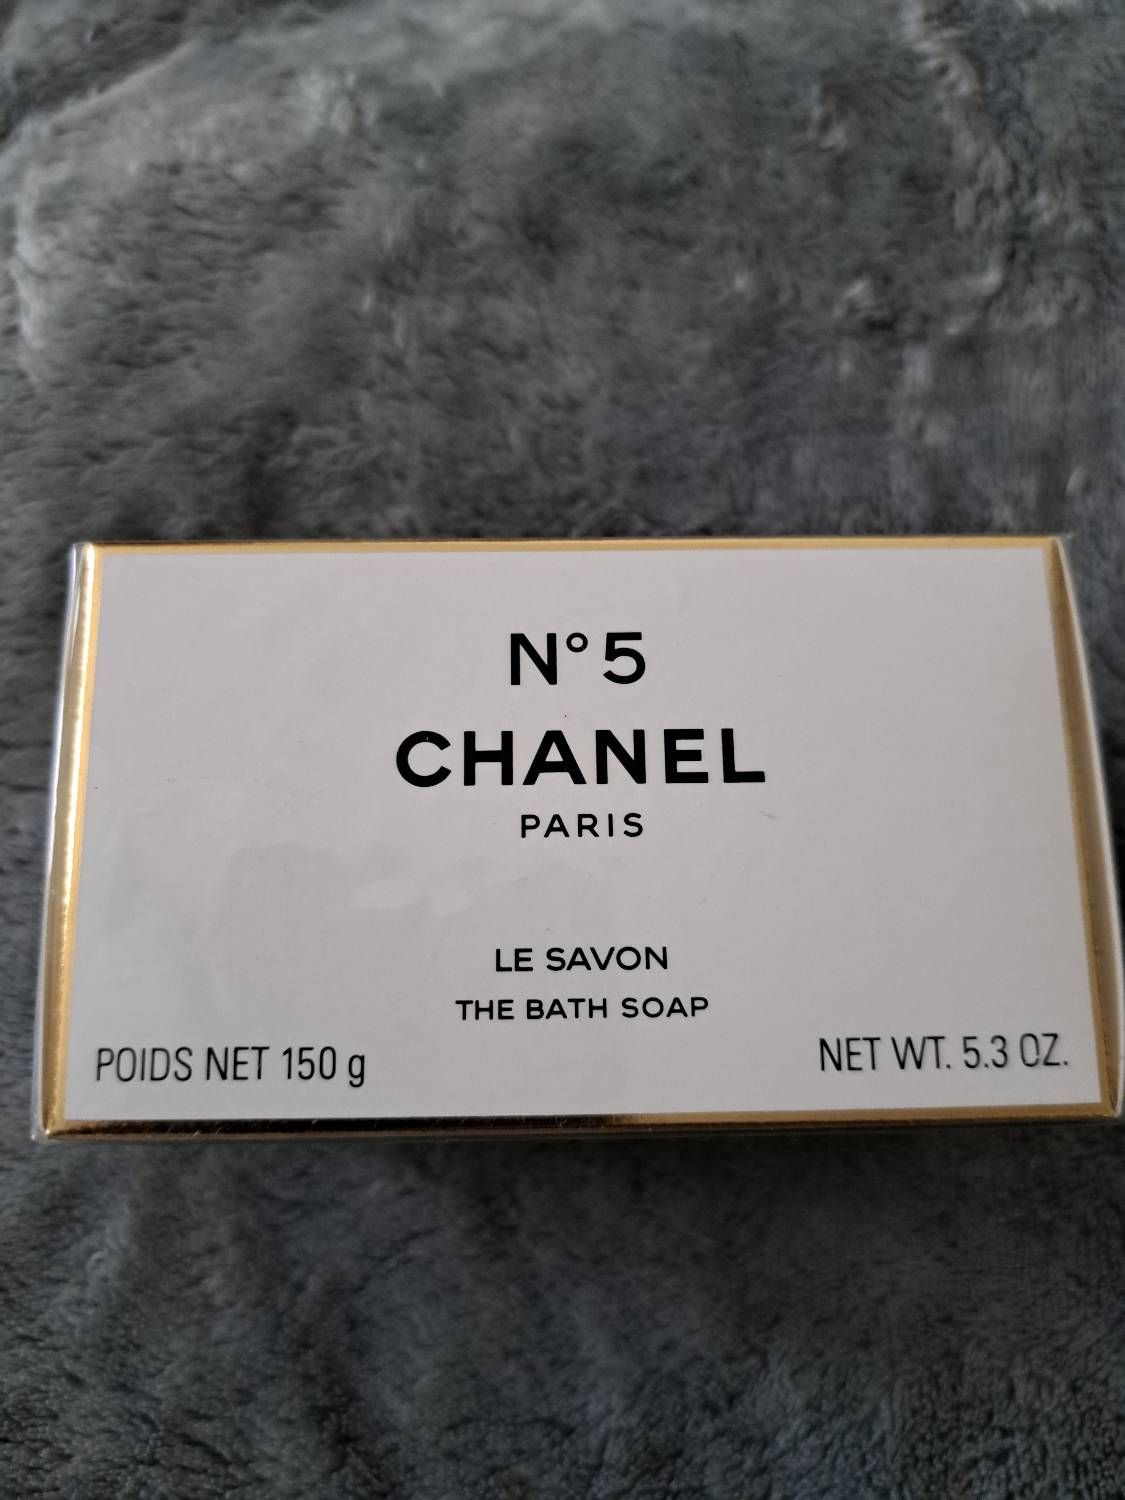 N°5
CHANEL
PARIS
LE SAVON
THE BATH SOAP
POIDS NET 150 g
NET WT. 5.3 OZ.